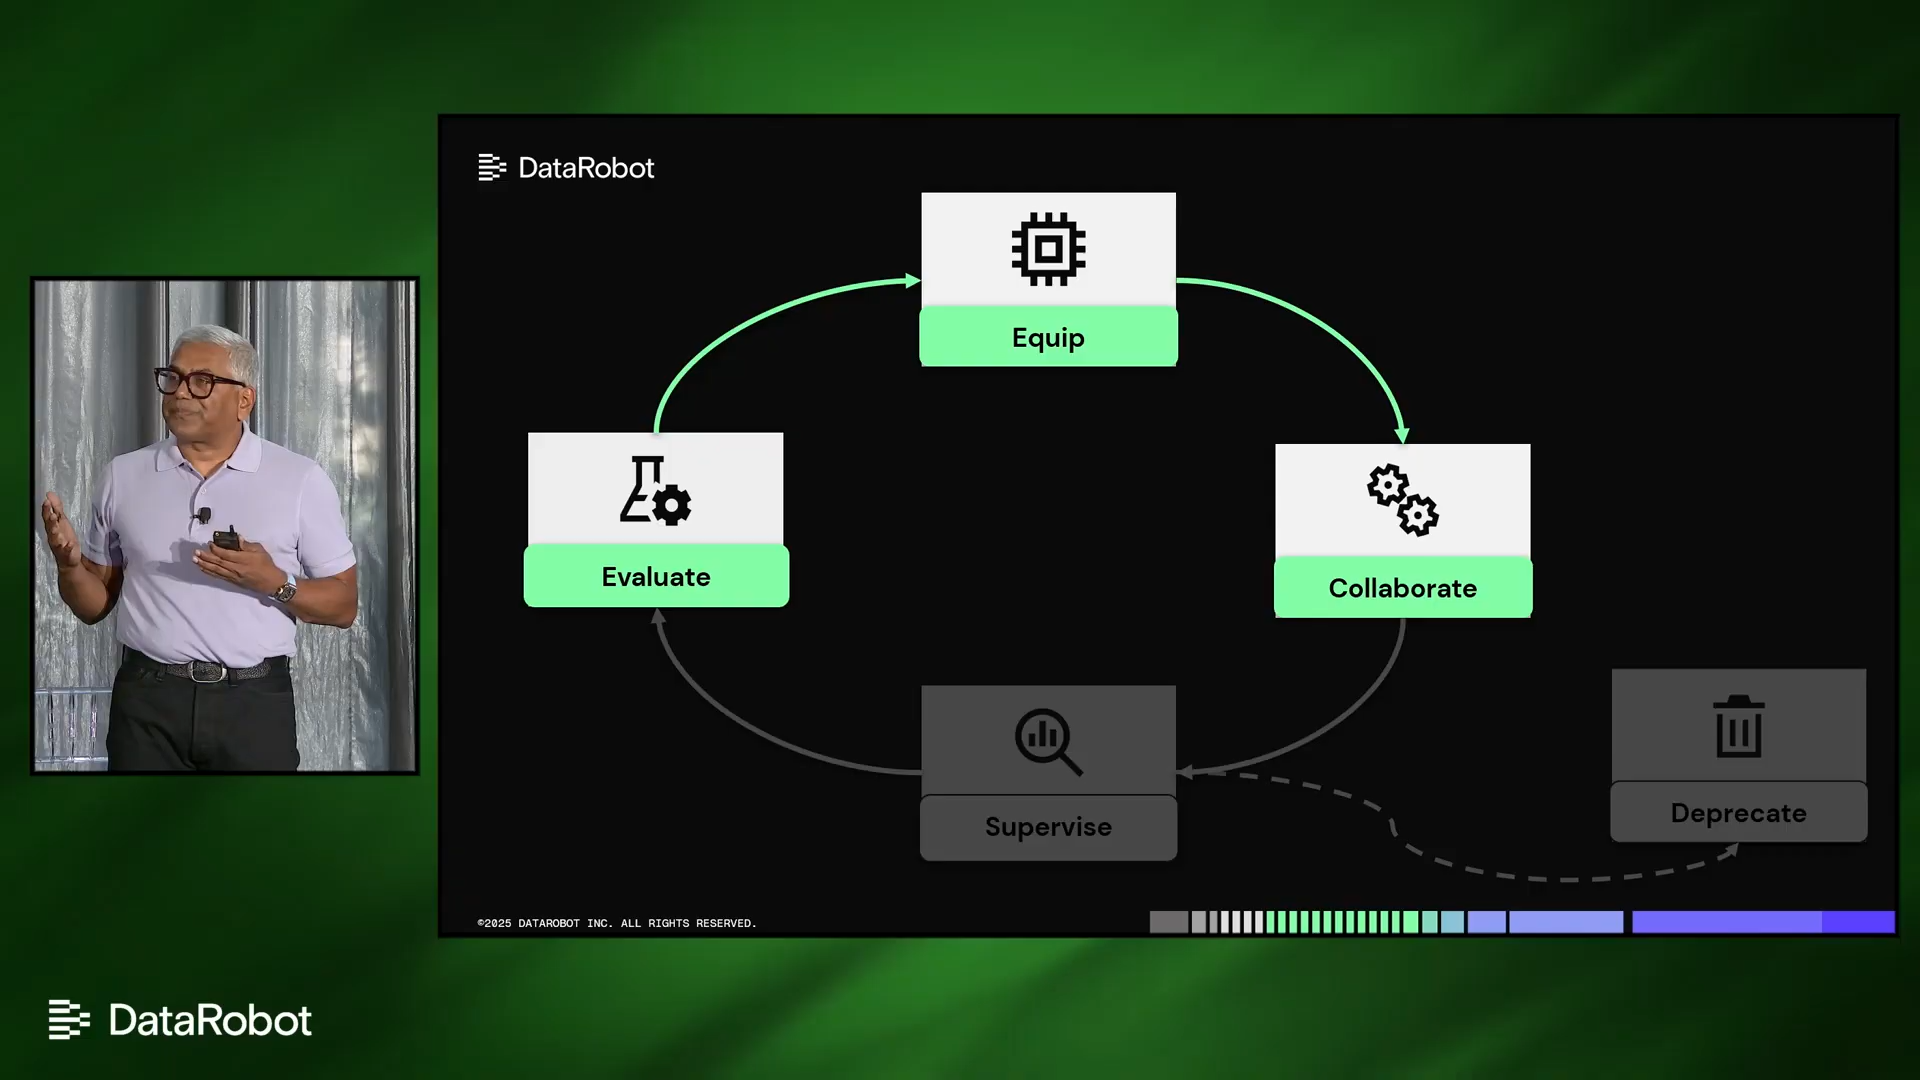 DataRobot
Equip
Evaluate
Collaborate
Supervise
Deprecate
©2025 DATAROBOT INC. ALL RIGHTS RESERVED.
DataRobot